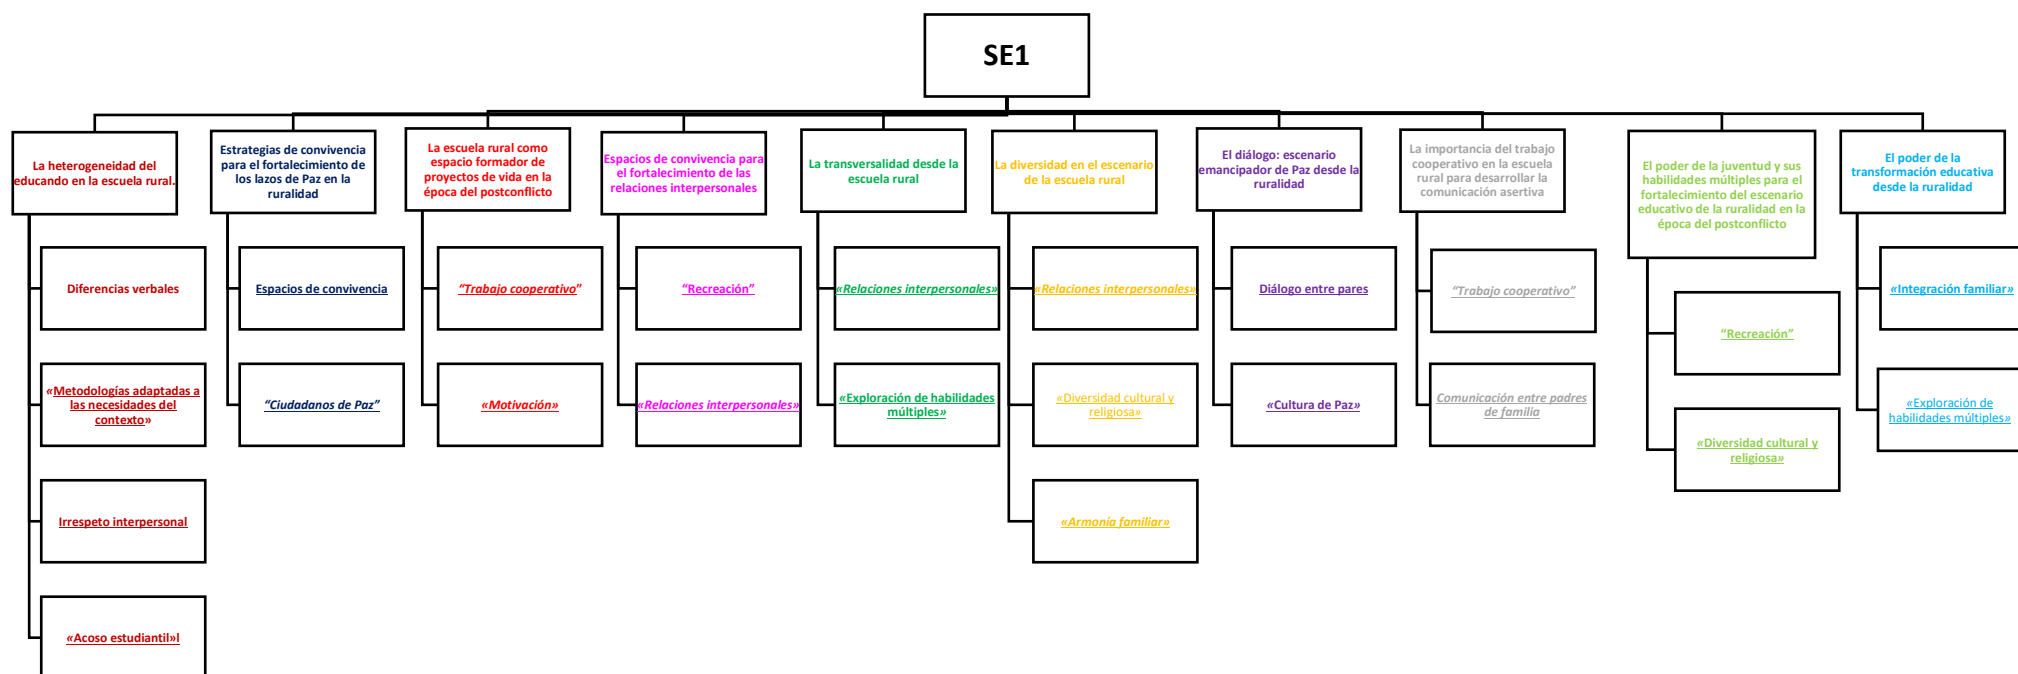 SE1
La heterogeneidad del
educando en la escuela rural.
Estrategias de convivencia
para el fortalecimiento de
los lazos de Paz en la
ruralidad
La escuela rural como
espacio formador de
proyectos de vida en la
época del postconflicto
Espacios de convivencia para
el fortalecimiento de las
relaciones interpersonales
La transversalidad desde la
escuela rural
La diversidad en el escenario
de la escuela rural
El diálogo: escenario
emancipador de Paz desde la
ruralidad
La importancia del trabajo
cooperativo en la escuela
rural para desarrollar la
comunicación asertiva
El poder de la juventud y sus
habilidades múltiples para el
fortalecimiento del escenario
educativo de la ruralidad en la
época del postconflicto
El poder de la
transformación educativa
desde la ruralidad
Diferencias verbales
«Metodologías adaptadas a
las necesidades del
contexto»
Irrespeto interpersonal
«Acoso estudiantil»l
Espacios de convivencia
“Ciudadanos de Paz”
“Trabajo cooperativo”
«Motivación»
“Recreación”
«Relaciones interpersonales»
«Relaciones interpersonales»
«Exploración de habilidades
múltiples»
«Relaciones interpersonales»
«Diversidad cultural y
religiosa»
«Armonía familiar»
Diálogo entre pares
«Cultura de Paz»
“Trabajo cooperativo”
Comunicación entre padres
de familia
“Recreación”
«Diversidad cultural y
religiosa»
«Integración familiar»
«Exploración de
habilidades múltiples»